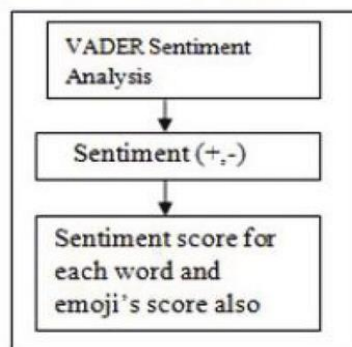 VADER Sentiment
Analysis
Sentiment (+,-)
Sentiment score for
each word and
emoji's score also